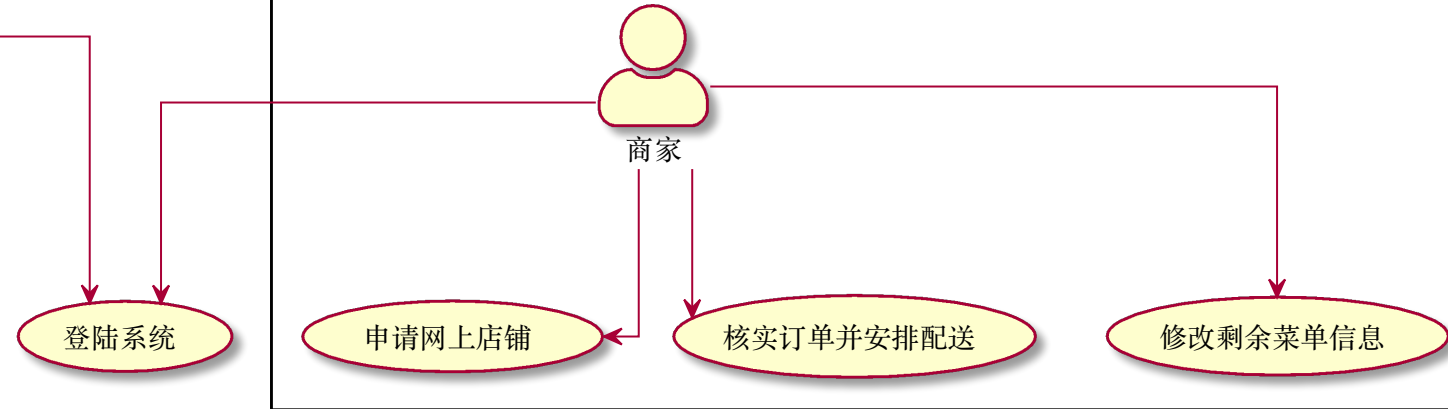 商家
登陆系统
申请网上店铺
核实订单并安排配送
修改剩余菜单信息